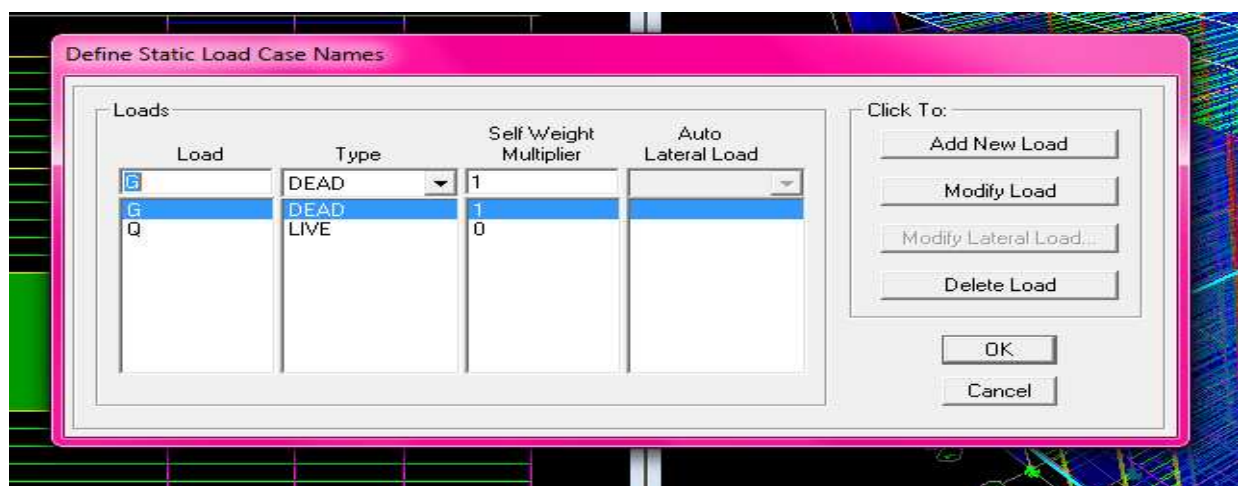 Define Static Load Case Names
Loads
Load Type Self Weight Multiplier Auto Lateral Load
G DEAD 1
G DEAD 1
Q LIVE 0
Click To:
Add New Load
Modify Load
Modify Lateral Load...
Delete Load
OK
Cancel